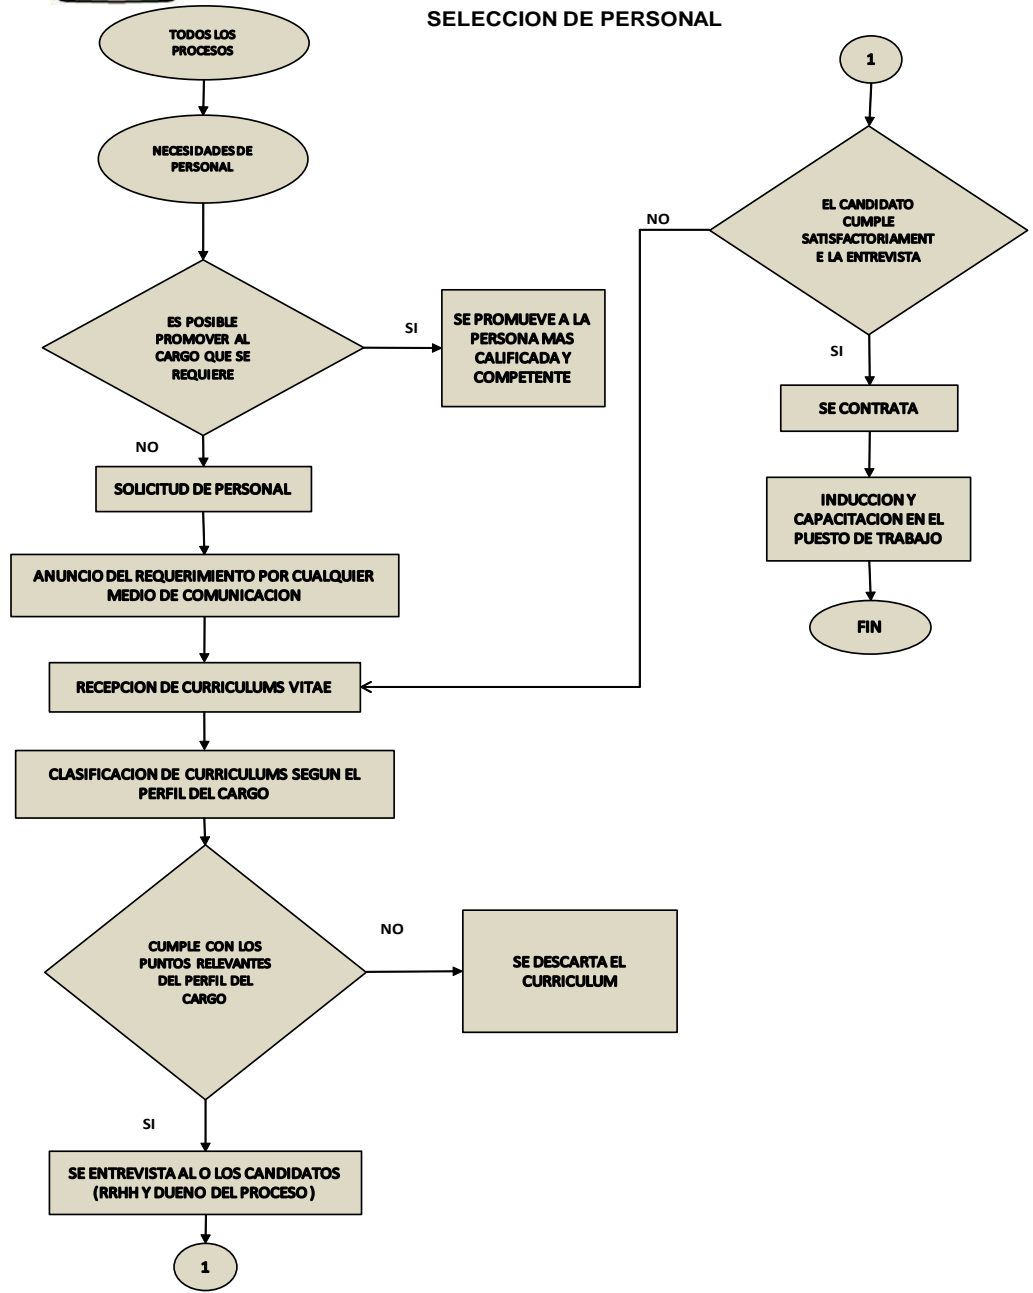 SELECCION DE PERSONAL
TODOS LOS
PROCESOS
NECESIDADES DE
PERSONAL
ES POSIBLE
PROMOVER AL
CARGO QUE SE
REQUIERE
SI
SE PROMUEVE A LA
PERSONA MAS
CALIFICADA Y
COMPETENTE
NO
SOLICITUD DE PERSONAL
ANUNCIO DEL REQUERIMIENTO POR CUALQUIER
MEDIO DE COMUNICACION
RECEPCION DE CURRICULUMS VITAE
CLASIFICACION DE CURRICULUMS SEGUN EL
PERFIL DEL CARGO
CUMPLE CON LOS
PUNTOS RELEVANTES
DEL PERFIL DEL
CARGO
NO
SE DESCARTA EL
CURRICULUM
SI
SE ENTREVISTA AL O LOS CANDIDATOS
(RRHH Y DUENO DEL PROCESO)
1
1
EL CANDIDATO
CUMPLE
SATISFACTORIAMENT
E LA ENTREVISTA
NO
SI
SE CONTRATA
INDUCCION Y
CAPACITACION EN EL
PUESTO DE TRABAJO
FIN